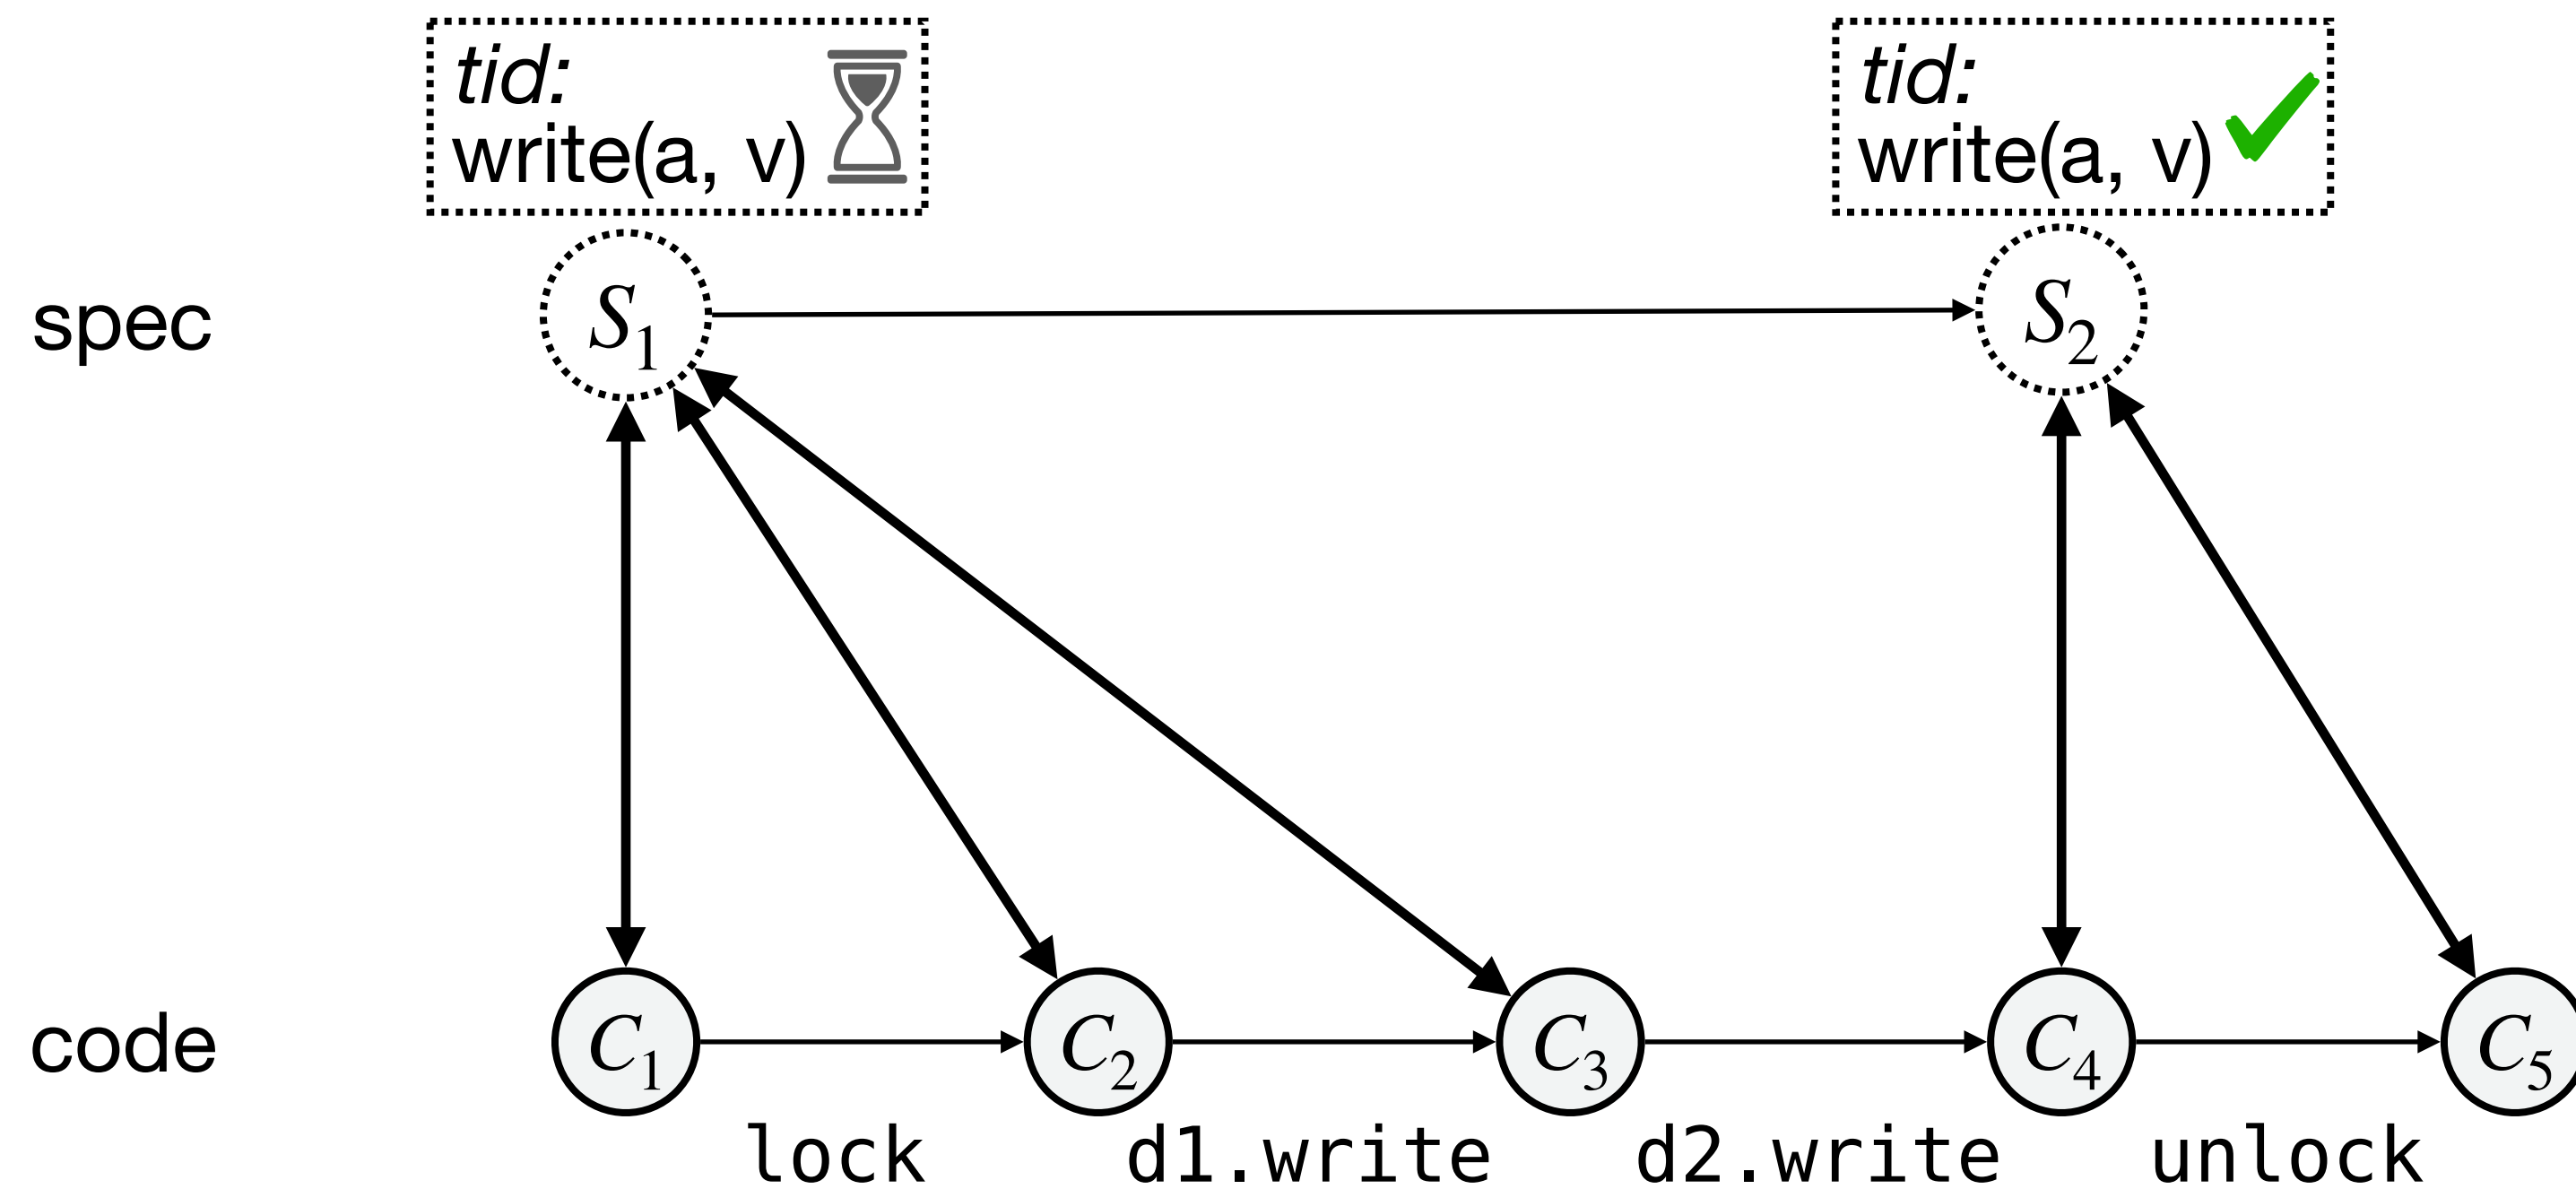 tid:
write(a, v)
tid:
write(a, v)
spec
S1
S2
code
C1
C2
C3
C4
C5
lock
d1.write
d2.write
unlock